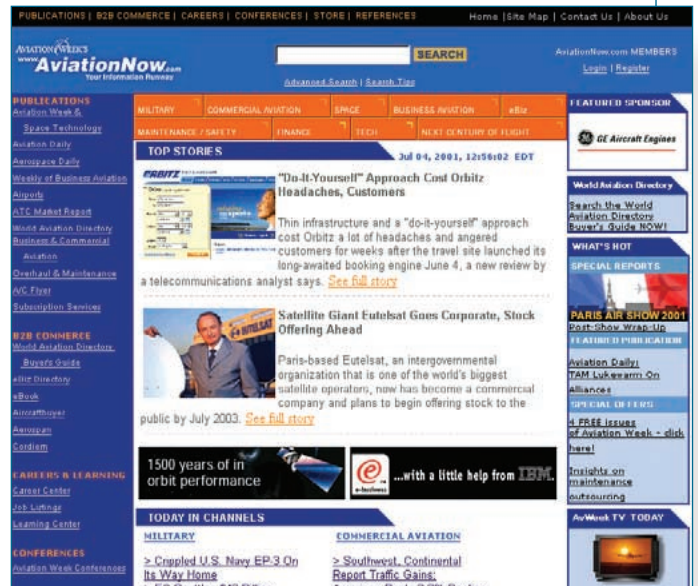 PUBLICATIONS | B2B COMMERCE | CAREERS | CONFERENCES | STORE | REFERENCES
Home | Site Map | Contact Us | About Us
AVIATION WEEK'S
www.AviationNow.com
Your Information Runway
SEARCH
Advanced Search | Search Tips
AviationNow.com MEMBERS
Login | Register
PUBLICATIONS
Aviation Week &
Space Technology
Aviation Daily
Aerospace Daily
Weekly of Business Aviation
Airports
ATC Market Report
World Aviation Directory
Business & Commercial
Aviation
Overhaul & Maintenance
A/C Flyer
Subscription Services
B2B COMMERCE
World Aviation Directory
Buyer's Guide
eBook
Aircraftbuyer
Aerospan
Cordiem
CAREERS & LEARNING
Career Center
Job Listings
Learning Center
CONFERENCES
Aviation Week Conferences
MILITARY
COMMERCIAL AVIATION
SPACE
BUSINESS AVIATION
eBiz
MAINTENANCE / SAFETY
FINANCE
TECH
NEXT CENTURY OF FLIGHT
TOP STORIES
Jul 04, 2001, 12:56:02 EDT
ORBITZ
"Do-It-Yourself" Approach Cost Orbitz
Headaches, Customers
Thin infrastructure and a "do-it-yourself" approach
cost Orbitz a lot of headaches and angered
customers for weeks after the travel site launched its
long-awaited booking engine June 4, a new review by
a telecommunications analyst says. See full story
EUTELSAT
Satellite Giant Eutelsat Goes Corporate, Stock
Offering Ahead
Paris-based Eutelsat, an intergovernmental
organization that is one of the world's biggest
satellite operators, now has become a commercial
company and plans to begin offering stock to the
public by July 2003. See full story
1500 years of in
orbit performance
e-business
...with a little help from IBM.
TODAY IN CHANNELS
MILITARY
> Crippled U.S. Navy EP-3 On
Its Way Home
COMMERCIAL AVIATION
> Southwest, Continental
Report Traffic Gains;
FEATURED SPONSOR
GE Aircraft Engines
World Aviation Directory
Search the World
Aviation Directory
Buyer's Guide NOW!
WHAT'S HOT
SPECIAL REPORTS
PARIS AIR SHOW 2001
Post-Show Wrap-Up
FEATURED PUBLICATION
Aviation Daily:
TAM Lukewarm On
Alliances
SPECIAL OFFERS
4 FREE issues
of Aviation Week - click
here!
Insights on
maintenance
outsourcing
AvWeek TV TODAY